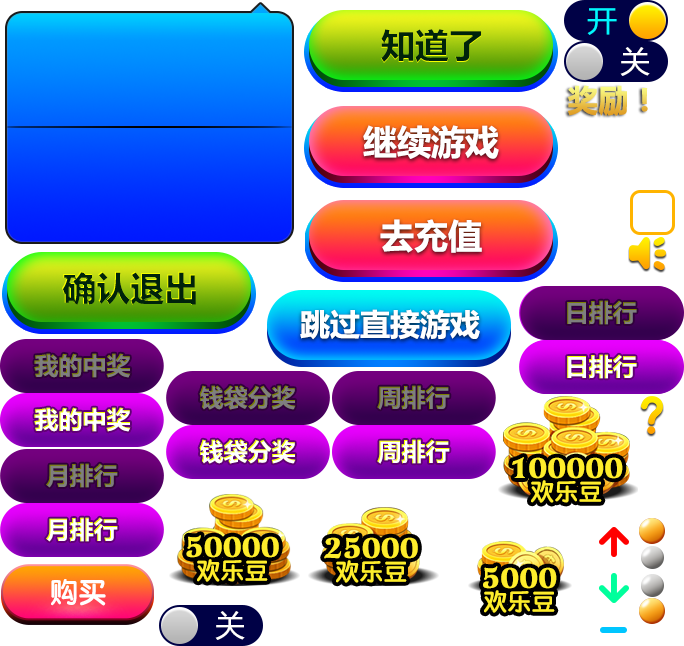 知道了
开
关
奖励！
继续游戏
去充值
确认退出
跳过直接游戏
日排行
日排行
我的中奖
我的中奖
钱袋分奖
周排行
钱袋分奖
周排行
?
月排行
月排行
100000
欢乐豆
50000
欢乐豆
25000
欢乐豆
5000
欢乐豆
购买
关